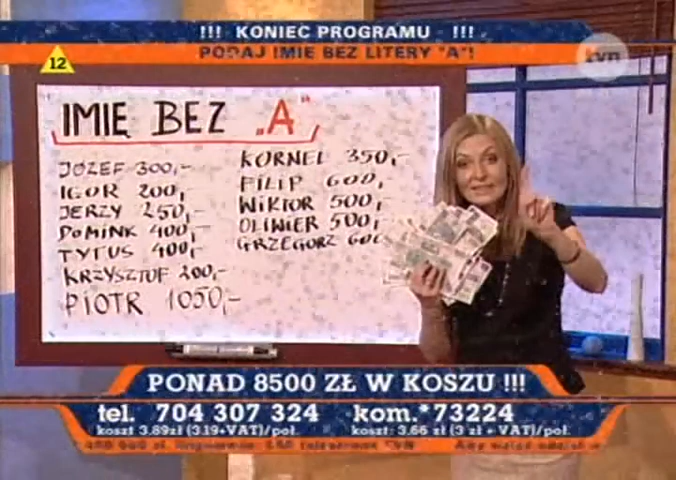 !!! KONIEC PROGRAMU !!!
PODAJ IMIE BEZ LITERY "A"!
12
tvn
IMIĘ BEZ „A"
JÓZEF 300,-
IGOR 200,-
JERZY 250,-
DOMINIK 400,-
TYTUS 400,-
KRZYSZTOF 200,-
PIOTR 1050,-
KORNEL 350,-
FILIP 600,-
WIKTOR 500,-
OLIWIER 500,-
GRZEGORZ 600
PONAD 8500 ZŁ W KOSZU !!!
tel. 704 307 324 kom.*73224
koszt 3.89zł (3.19+VAT)/poł. koszt: 3.66 zł (3 zł + VAT)/poł.